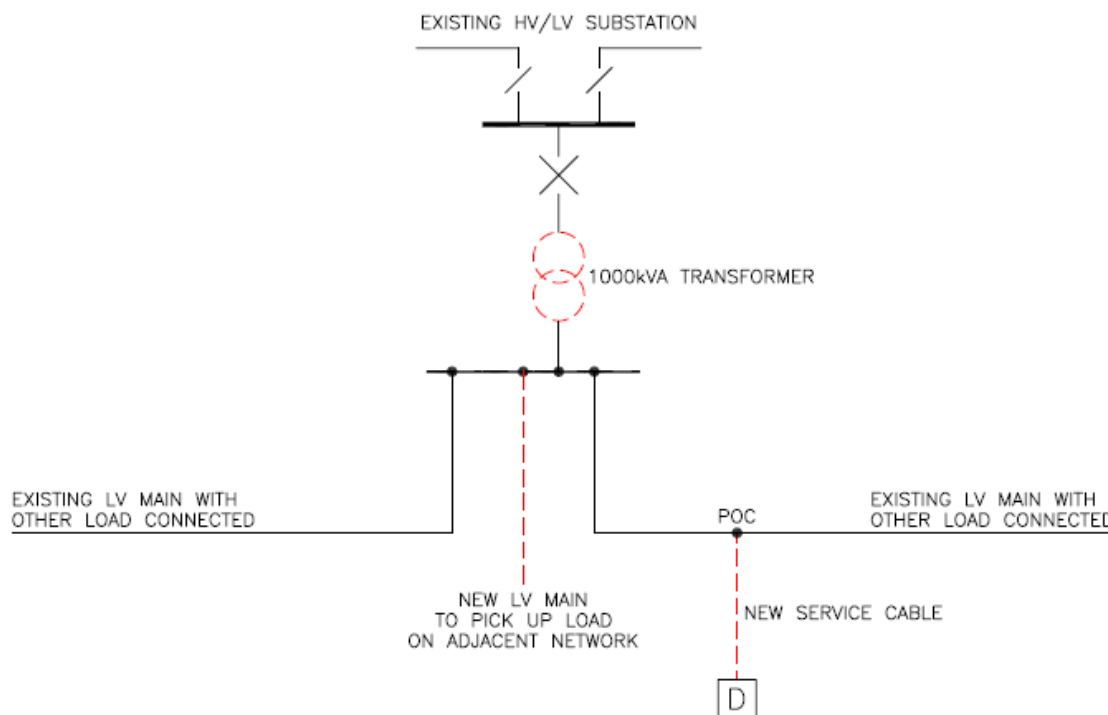 EXISTING HV/LV SUBSTATION
1000kVA TRANSFORMER
EXISTING LV MAIN WITH
OTHER LOAD CONNECTED
POC
EXISTING LV MAIN WITH
OTHER LOAD CONNECTED
NEW LV MAIN
TO PICK UP LOAD
ON ADJACENT NETWORK
NEW SERVICE CABLE
D